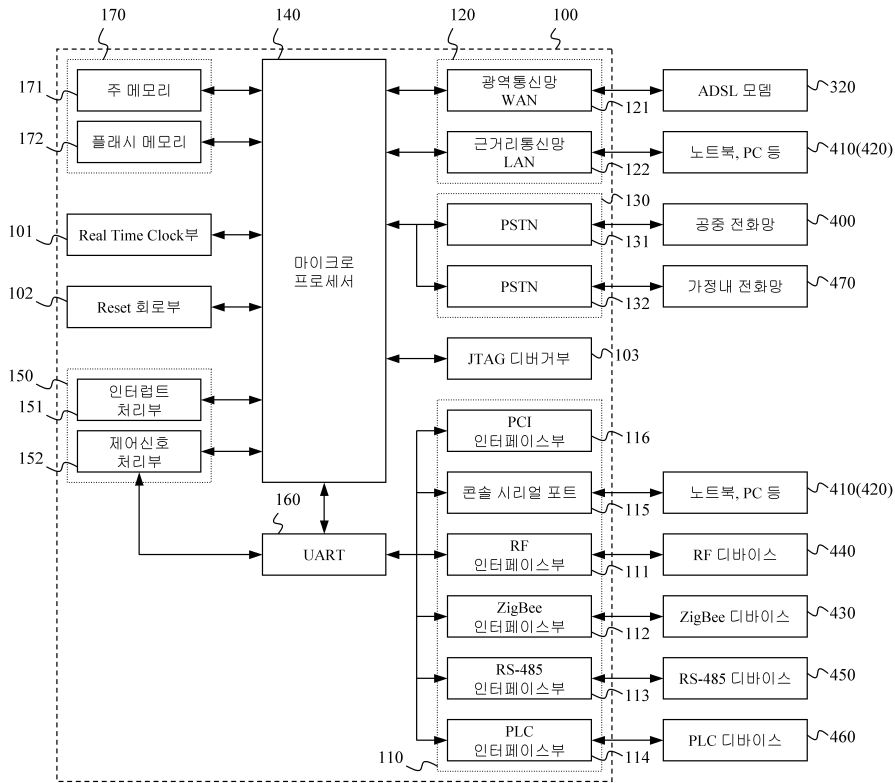 170
140
120
100
171
주 메모리
172
플래시 메모리
광역통신망
WAN
121
ADSL 모뎀
320
근거리통신망
LAN
122
노트북, PC 등
410(420)
130
101
Real Time Clock부
마이크로
프로세서
PSTN
131
공중 전화망
400
102
Reset 회로부
PSTN
132
가정내 전화망
470
JTAG 디버거부
103
150
151
인터럽트
처리부
152
제어신호
처리부
160
UART
PCI
인터페이스부
116
콘솔 시리얼 포트
115
노트북, PC 등
410(420)
RF
인터페이스부
111
RF 디바이스
440
ZigBee
인터페이스부
112
ZigBee 디바이스
430
RS-485
인터페이스부
113
RS-485 디바이스
450
PLC
인터페이스부
114
PLC 디바이스
460
110